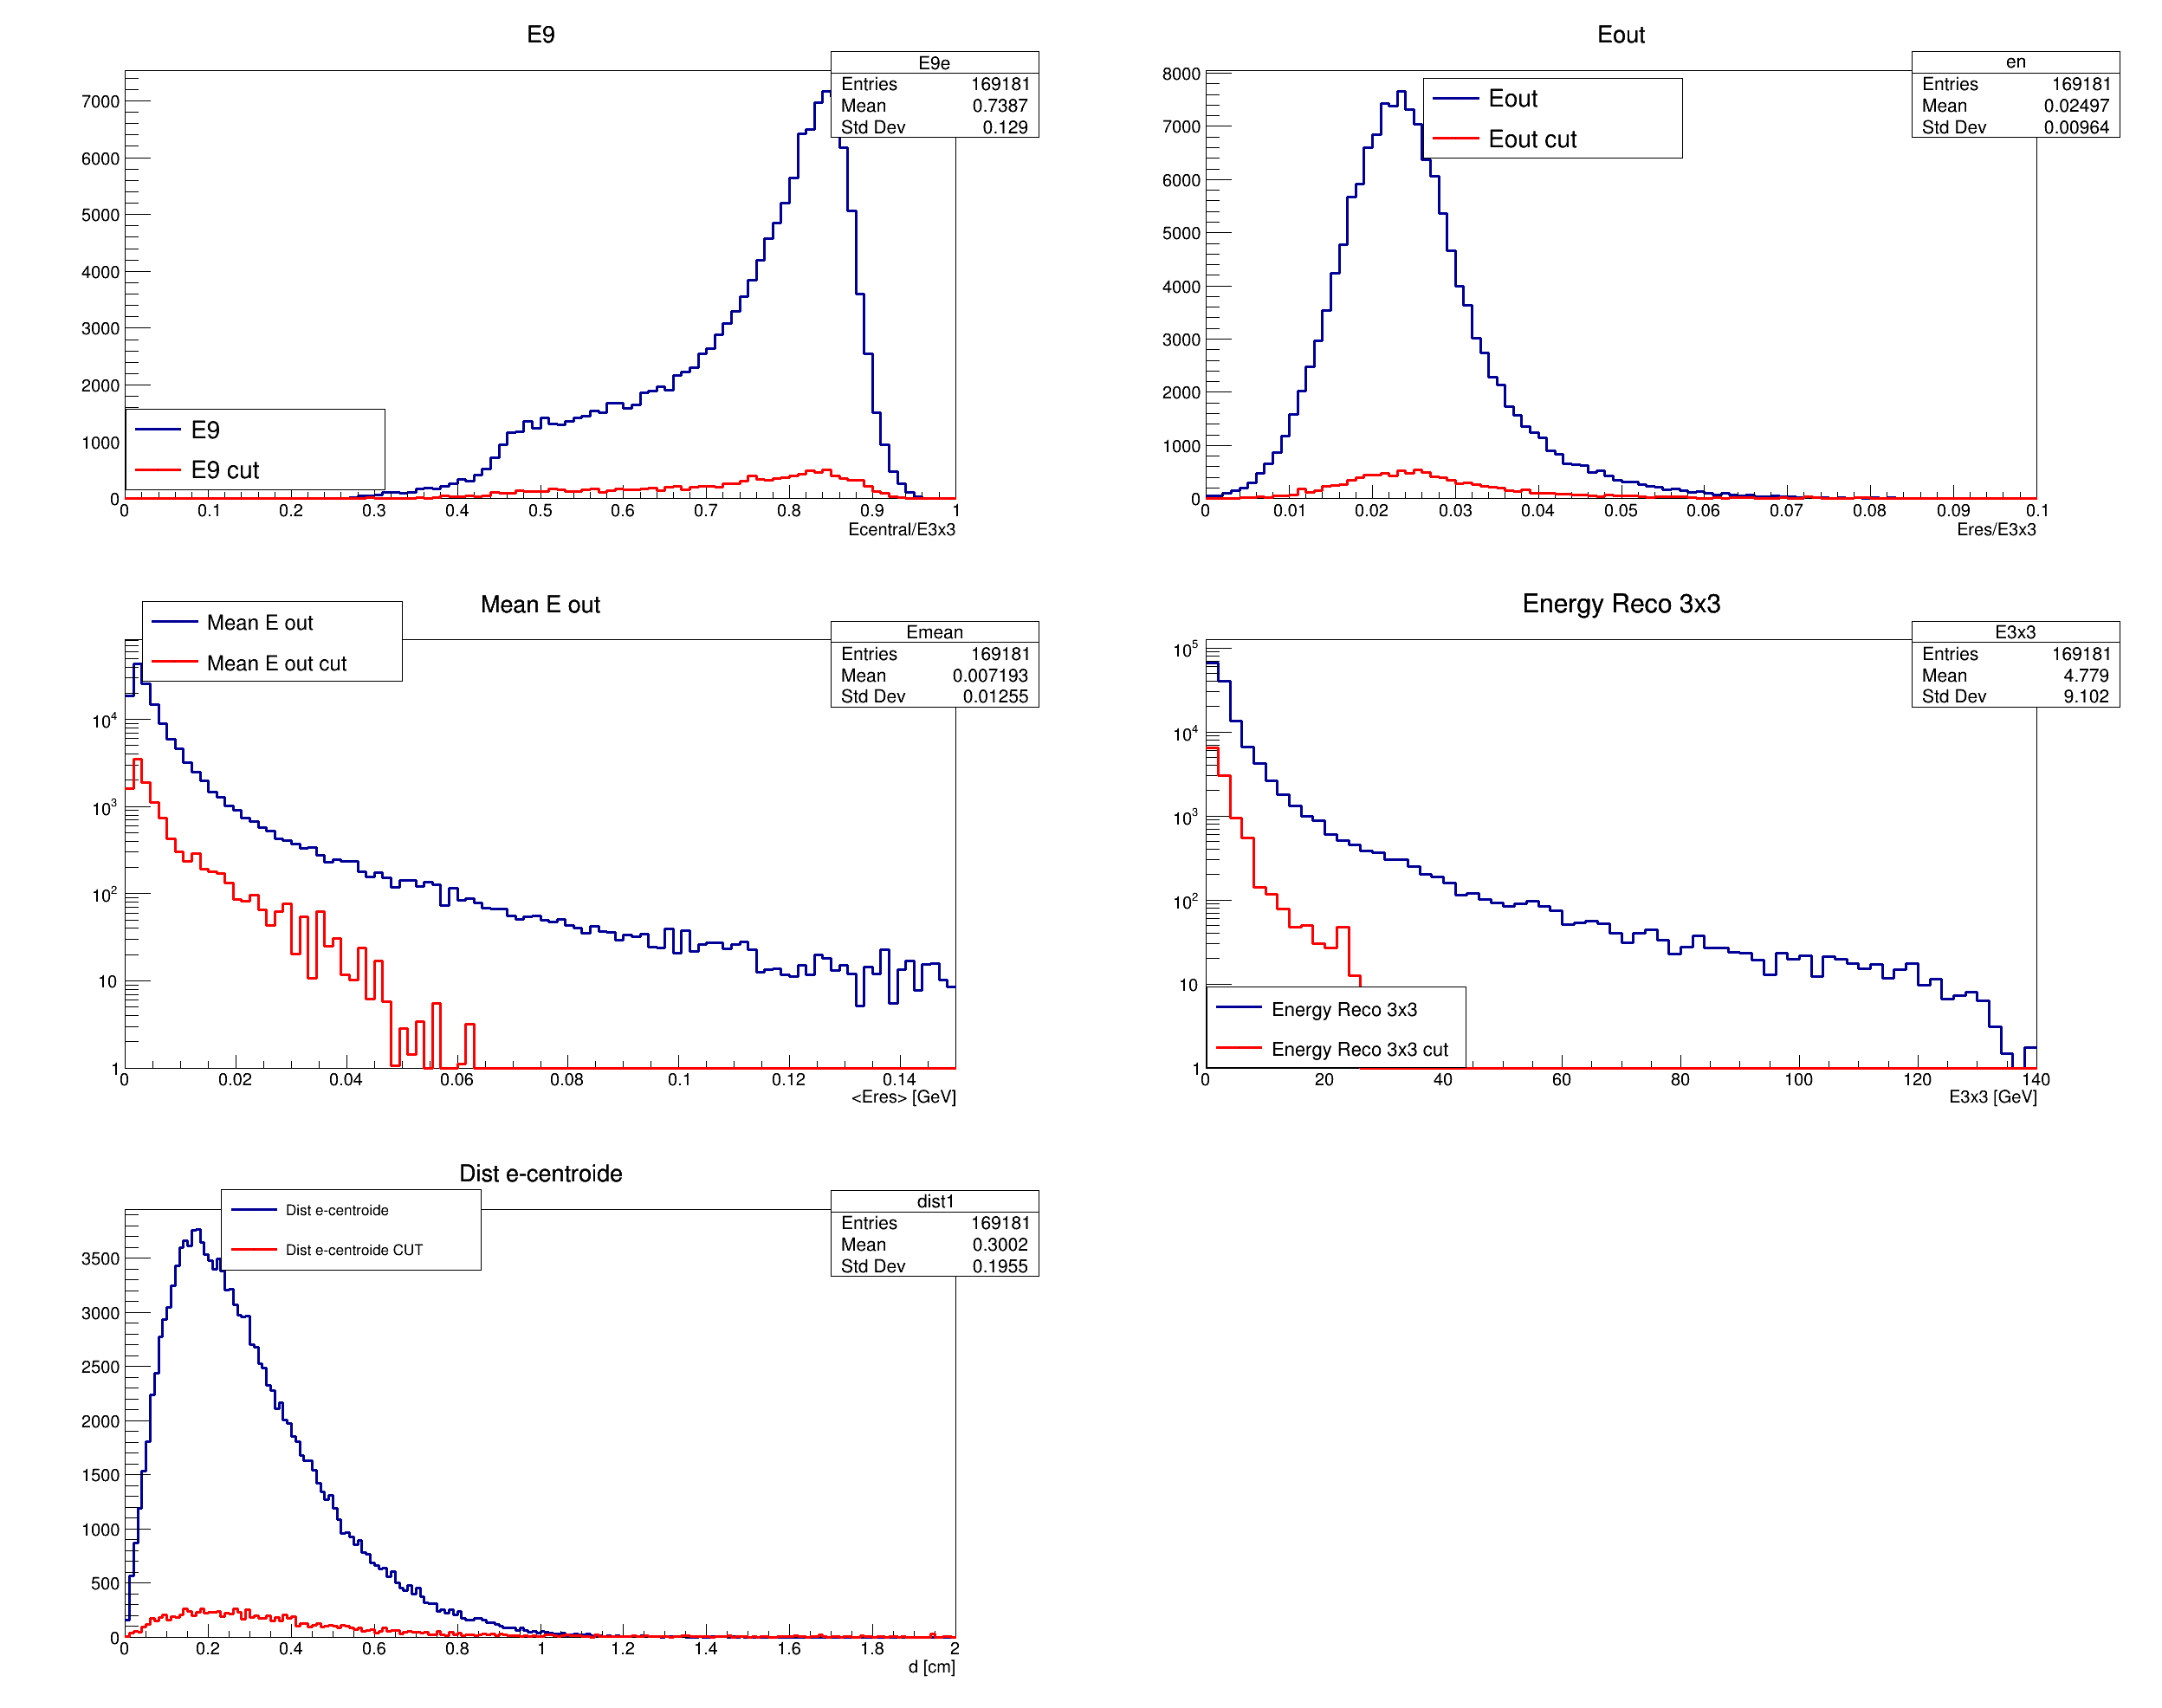 E9
E9e
Entries 169181
Mean 0.7387
Std Dev 0.129
7000
6000
5000
4000
3000
2000
1000
0
E9
E9 cut
0 0.1 0.2 0.3 0.4 0.5 0.6 0.7 0.8 0.9 1
Ecentral/E3x3
Eout
en
Entries 169181
Mean 0.02497
Std Dev 0.00964
Eout
Eout cut
8000
7000
6000
5000
4000
3000
2000
1000
0
0 0.01 0.02 0.03 0.04 0.05 0.06 0.07 0.08 0.09 0.1
Eres/E3x3
Mean E out
Mean E out
Mean E out cut
Emean
Entries 169181
Mean 0.007193
Std Dev 0.01255
10^4
10^3
10^2
10
1
0 0.02 0.04 0.06 0.08 0.1 0.12 0.14
<Eres> [GeV]
Energy Reco 3x3
E3x3
Entries 169181
Mean 4.779
Std Dev 9.102
10^5
10^4
10^3
10^2
10
1
Energy Reco 3x3
Energy Reco 3x3 cut
0 20 40 60 80 100 120 140
E3x3 [GeV]
Dist e-centroide
Dist e-centroide
Dist e-centroide CUT
dist1
Entries 169181
Mean 0.3002
Std Dev 0.1955
3500
3000
2500
2000
1500
1000
500
0
0 0.2 0.4 0.6 0.8 1 1.2 1.4 1.6 1.8 2
d [cm]